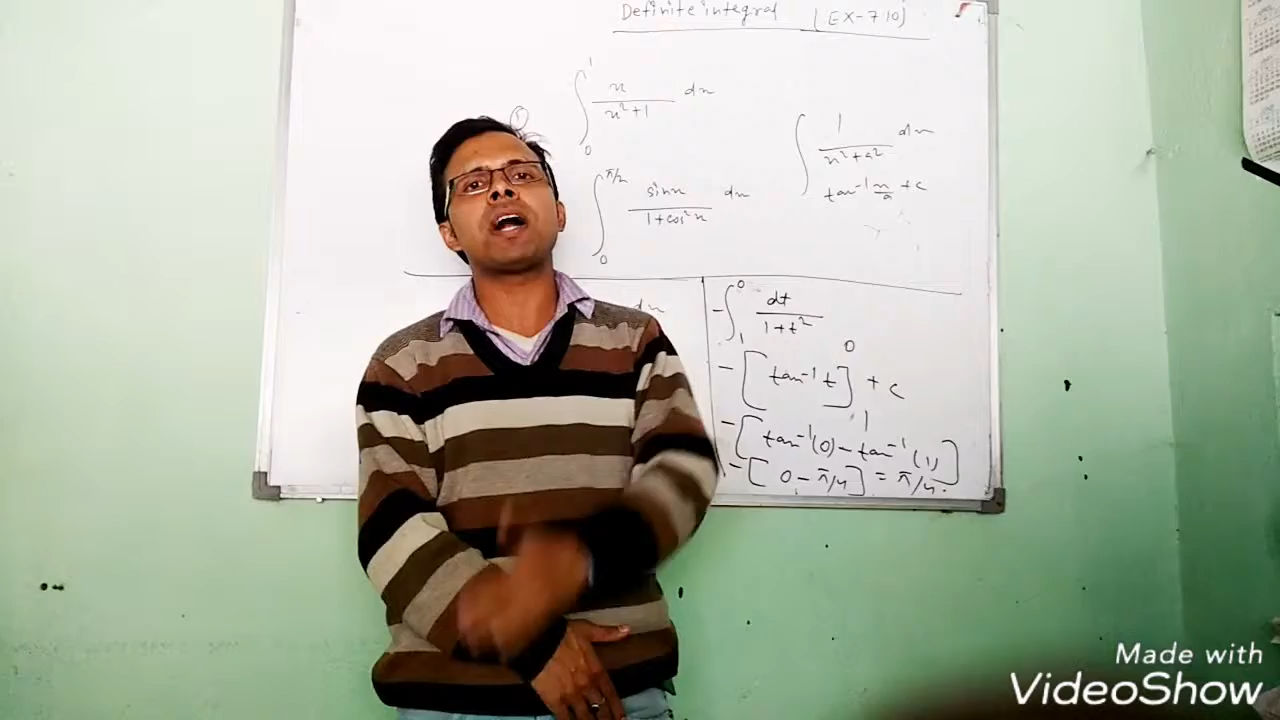 Definite integral (EX-7.10)
①
∫₀¹ x/(x²+1) dx
∫ 1/(x²+a²) dx
tan⁻¹ x/a + c
∫₀^(π/2) sinx/(1+cos²x) dx
dx
-∫₁⁰ dt/(1+t²)
-[tan⁻¹ t]₁⁰ + c
-[tan⁻¹(0) - tan⁻¹(1)]
-[0 - π/4] = π/4.
Made with
VideoShow